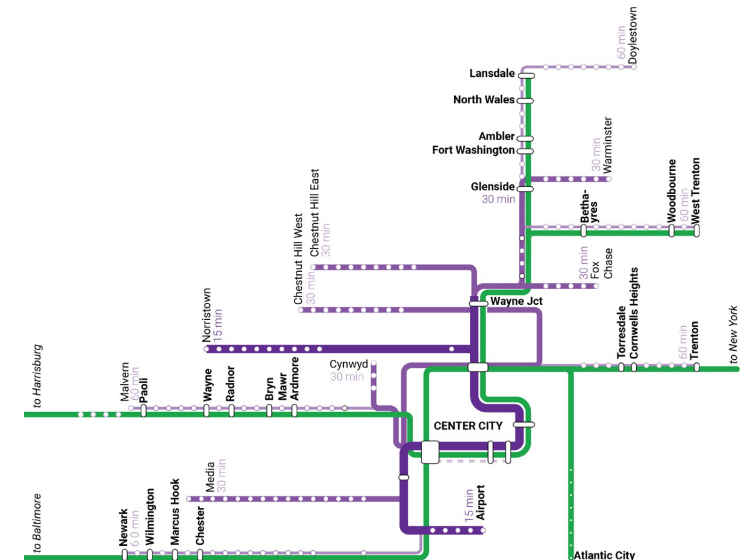 60 min
Doylestown
Lansdale
North Wales
Ambler
Fort Washington
30 min
Warminster
Glenside
30 min
Betha-
yres
Woodbourne
60 min
West Trenton
Chestnut Hill East
30 min
Chestnut Hill West
30 min
30 min
Fox
Chase
Wayne Jct
Norristown
15 min
Torresdale
Cornwells Heights
60 min
Trenton
to New York
to Harrisburg
Malvern
60 min
Paoli
Wayne
Radnor
Bryn
Mawr
Ardmore
Cynwyd
30 min
CENTER CITY
Media
30 min
to Baltimore
Newark
6 0 min
Wilmington
Marcus Hook
Chester
15 min
Airport
Atlantic City